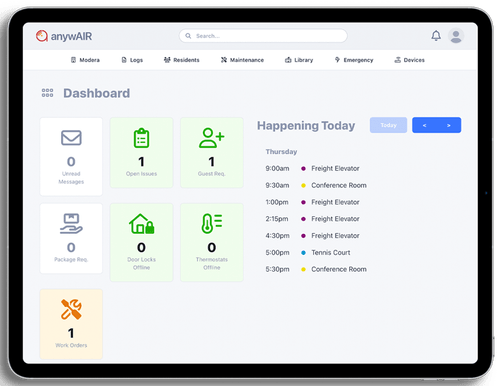 anywAIR
Search...
Modera
Logs
Residents
Maintenance
Library
Emergency
Devices
Dashboard
0
Unread
Messages
1
Open Issues
1
Guest Req.
0
Package Req.
0
Door Locks
Offline
0
Thermostats
Offline
1
Work Orders
Happening Today
Today
<
>
Thursday
9:00am Freight Elevator
9:30am Conference Room
1:00pm Freight Elevator
2:15pm Freight Elevator
4:30pm Freight Elevator
5:00pm Tennis Court
5:30pm Conference Room